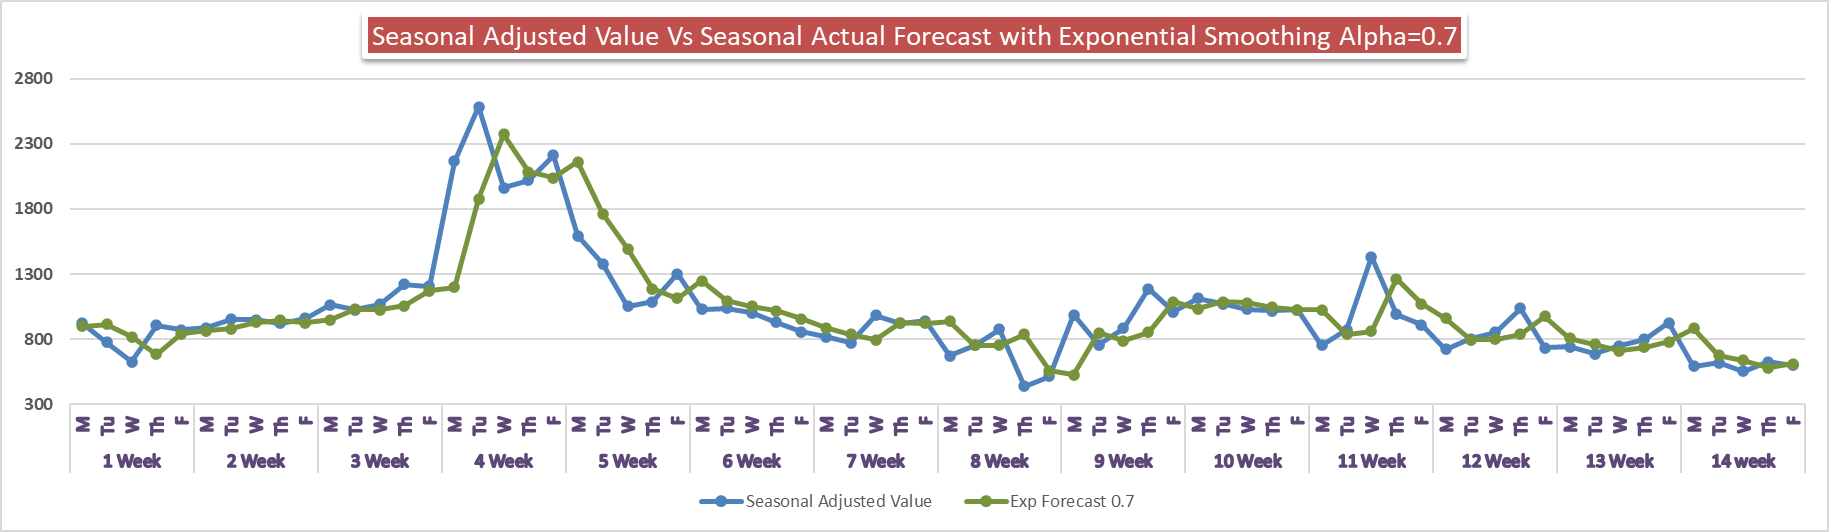 Seasonal Adjusted Value Vs Seasonal Actual Forecast with Exponential Smoothing Alpha=0.7
2800
2300
1800
1300
800
300
M Tu W Th F M Tu W Th F M Tu W Th F M Tu W Th F M Tu W Th F M Tu W Th F M Tu W Th F M Tu W Th F M Tu W Th F M Tu W Th F M Tu W Th F M Tu W Th F M Tu W Th F M Tu W Th F
1 Week 2 Week 3 Week 4 Week 5 Week 6 Week 7 Week 8 Week 9 Week 10 Week 11 Week 12 Week 13 Week 14 week
Seasonal Adjusted Value Exp Forecast 0.7